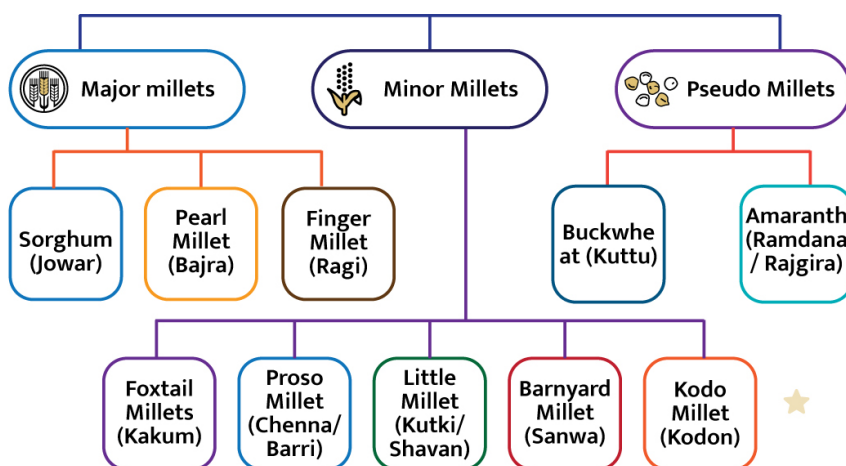 Major millets
Minor Millets
Pseudo Millets
Sorghum
(Jowar)
Pearl
Millet
(Bajra)
Finger
Millet
(Ragi)
Buckwhe
at (Kuttu)
Amaranth
(Ramdana
/ Rajgira)
Foxtail
Millets
(Kakum)
Proso
Millet
(Chenna/
Barri)
Little
Millet
(Kutki/
Shavan)
Barnyard
Millet
(Sanwa)
Kodo
Millet
(Kodon)